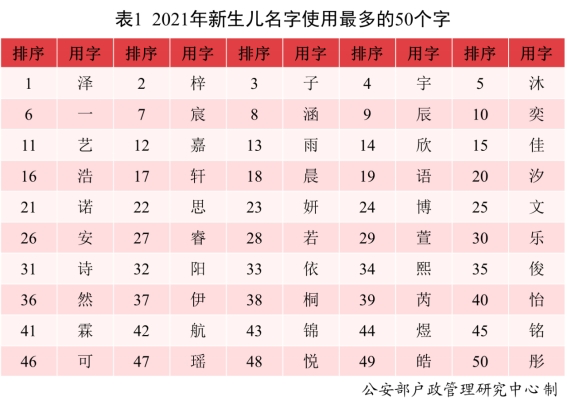 表1 2021年新生儿名字使用最多的50个字
排序 用字 排序 用字 排序 用字 排序 用字 排序 用字
1 泽 2 梓 3 子 4 宇 5 沐
6 一 7 宸 8 涵 9 辰 10 奕
11 艺 12 嘉 13 雨 14 欣 15 佳
16 浩 17 轩 18 晨 19 语 20 汐
21 诺 22 思 23 妍 24 博 25 文
26 安 27 睿 28 若 29 萱 30 乐
31 诗 32 阳 33 依 34 熙 35 俊
36 然 37 伊 38 桐 39 芮 40 怡
41 霖 42 航 43 锦 44 煜 45 铭
46 可 47 瑶 48 悦 49 皓 50 彤
公安部户政管理研究中心 制